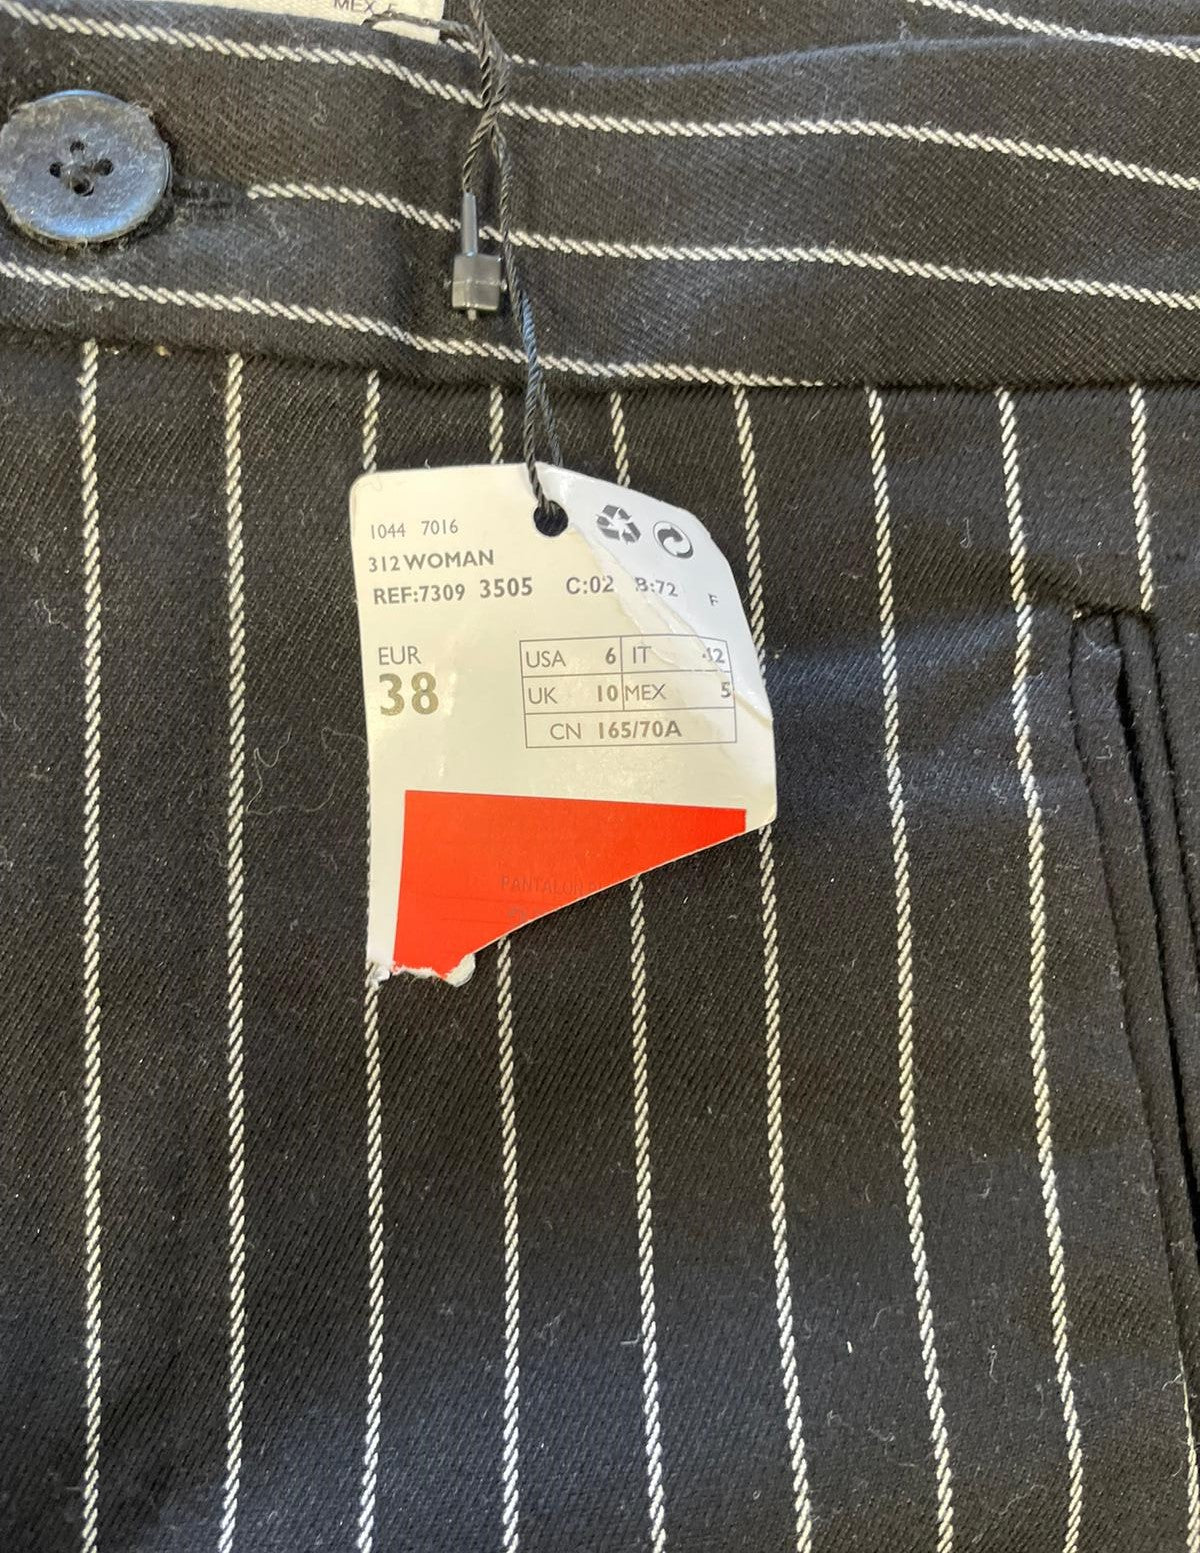 MEX
1044 7016
312 WOMAN
REF:7309 3505 C:02 B:72 F
EUR
38
USA 6 IT 42
UK 10 MEX 5
CN 165/70A
PANTALON